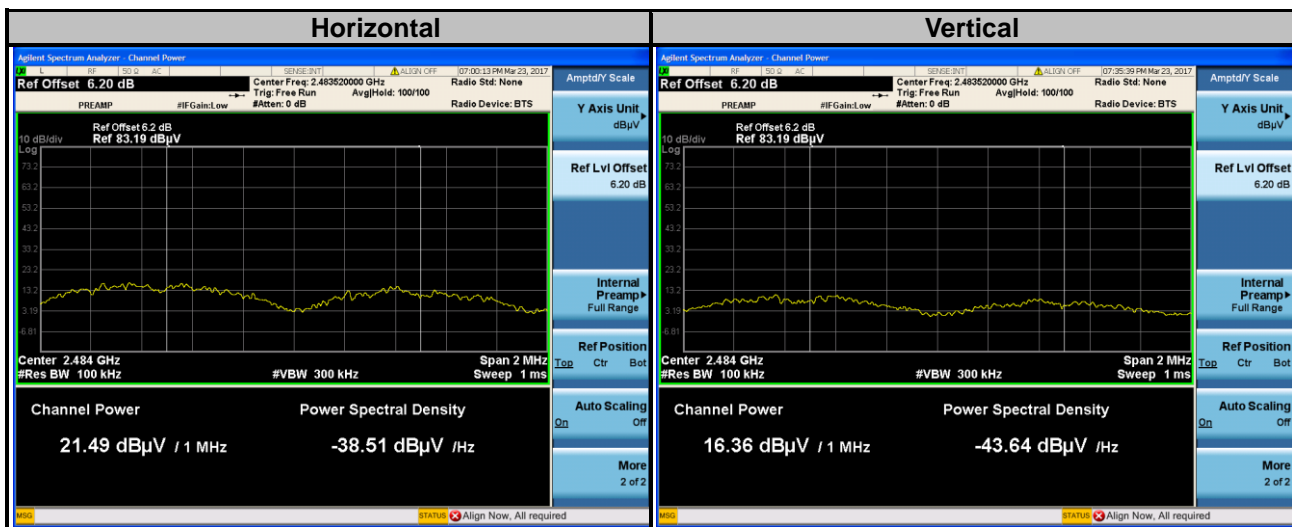 Horizontal
Agilent Spectrum Analyzer - Channel Power
L RF 50 Ω AC SENSE:INT ALIGN OFF 07:00:13 PM Mar 23, 2017
Ref Offset 6.20 dB
Center Freq: 2.483520000 GHz
Radio Std: None
Trig: Free Run Avg|Hold: 100/100
PREAMP #IFGain:Low #Atten: 0 dB Radio Device: BTS
Ref Offset 6.2 dB
10 dB/div Ref 83.19 dBµV
Log
73.2
63.2
53.2
43.2
33.2
23.2
13.2
3.19
-6.81
Center 2.484 GHz Span 2 MHz
#Res BW 100 kHz #VBW 300 kHz Sweep 1 ms
Channel Power Power Spectral Density
21.49 dBµV / 1 MHz -38.51 dBµV /Hz
MSG STATUS Align Now, All required
Amptd/Y Scale
Y Axis Unit
dBµV
Ref Lvl Offset
6.20 dB
Internal
Preamp
Full Range
Ref Position
Top Ctr Bot
Auto Scaling
On Off
More
2 of 2
Vertical
Agilent Spectrum Analyzer - Channel Power
RF 50 Ω AC SENSE:INT ALIGN OFF 07:35:39 PM Mar 23, 2017
Ref Offset 6.20 dB
Center Freq: 2.483520000 GHz
Radio Std: None
Trig: Free Run Avg|Hold: 100/100
PREAMP #IFGain:Low #Atten: 0 dB Radio Device: BTS
Ref Offset 6.2 dB
10 dB/div Ref 83.19 dBµV
Log
73.2
63.2
53.2
43.2
33.2
23.2
13.2
3.19
-6.81
Center 2.484 GHz Span 2 MHz
#Res BW 100 kHz #VBW 300 kHz Sweep 1 ms
Channel Power Power Spectral Density
16.36 dBµV / 1 MHz -43.64 dBµV /Hz
MSG STATUS Align Now, All required
Amptd/Y Scale
Y Axis Unit
dBµV
Ref Lvl Offset
6.20 dB
Internal
Preamp
Full Range
Ref Position
Top Ctr Bot
Auto Scaling
On Off
More
2 of 2